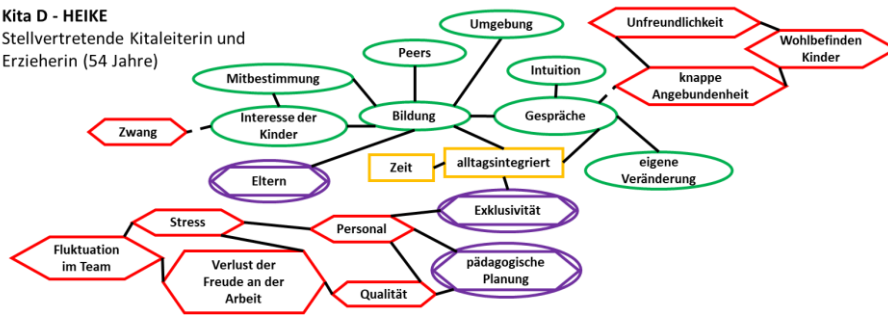 Kita D - HEIKE
Stellvertretende Kitaleiterin und
Erzieherin (54 Jahre)
Umgebung
Unfreundlichkeit
Wohlbefinden
Kinder
Peers
Mitbestimmung
Intuition
knappe
Angebundenheit
Zwang
Interesse der
Kinder
Bildung
Gespräche
Eltern
Zeit
alltagsintegriert
eigene
Veränderung
Exklusivität
Stress
Personal
Fluktuation
im Team
Verlust der
Freude an der
Arbeit
Qualität
pädagogische
Planung